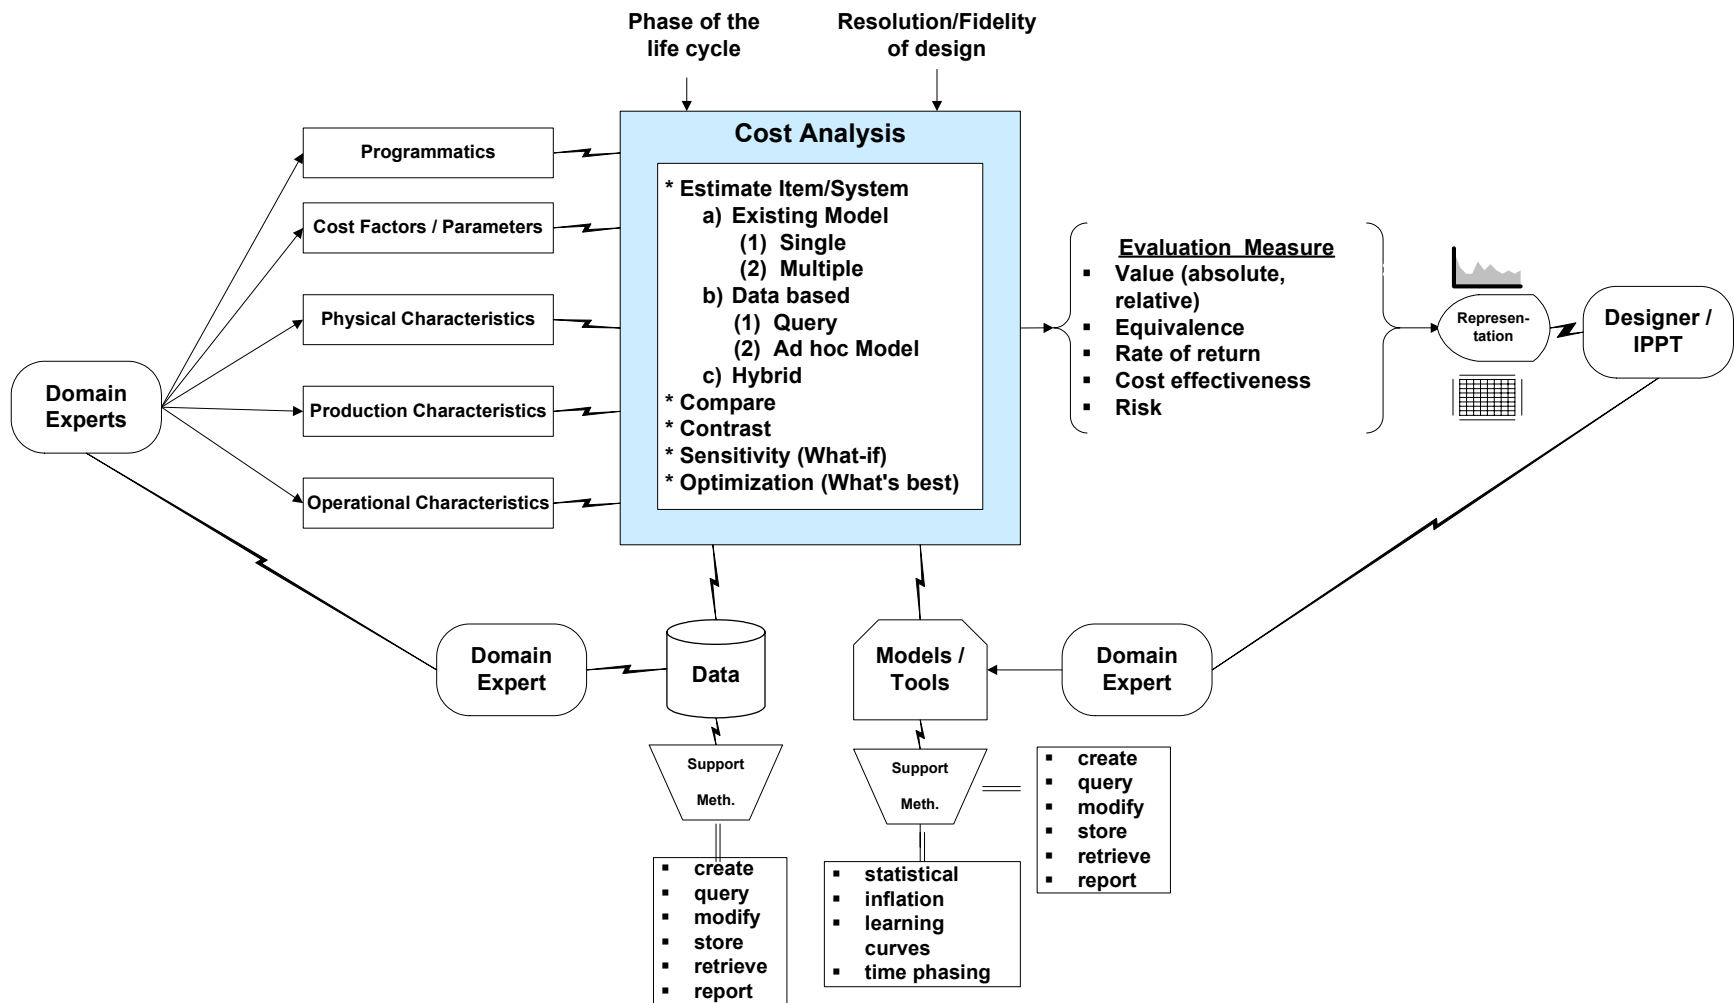 Phase of the
life cycle
Resolution/Fidelity
of design
Cost Analysis
Programmatics
Cost Factors / Parameters
Physical Characteristics
Production Characteristics
Operational Characteristics
Domain
Experts
* Estimate Item/System
a) Existing Model
(1) Single
(2) Multiple
b) Data based
(1) Query
(2) Ad hoc Model
c) Hybrid
* Compare
* Contrast
* Sensitivity (What-if)
* Optimization (What's best)
Evaluation Measure
▪ Value (absolute,
relative)
▪ Equivalence
▪ Rate of return
▪ Cost effectiveness
▪ Risk
Represen-
tation
Designer /
IPPT
Domain
Expert
Data
Models /
Tools
Domain
Expert
Support
Meth.
Support
Meth.
▪ create
▪ query
▪ modify
▪ store
▪ retrieve
▪ report
▪ create
▪ query
▪ modify
▪ store
▪ retrieve
▪ report
▪ statistical
▪ inflation
▪ learning
curves
▪ time phasing